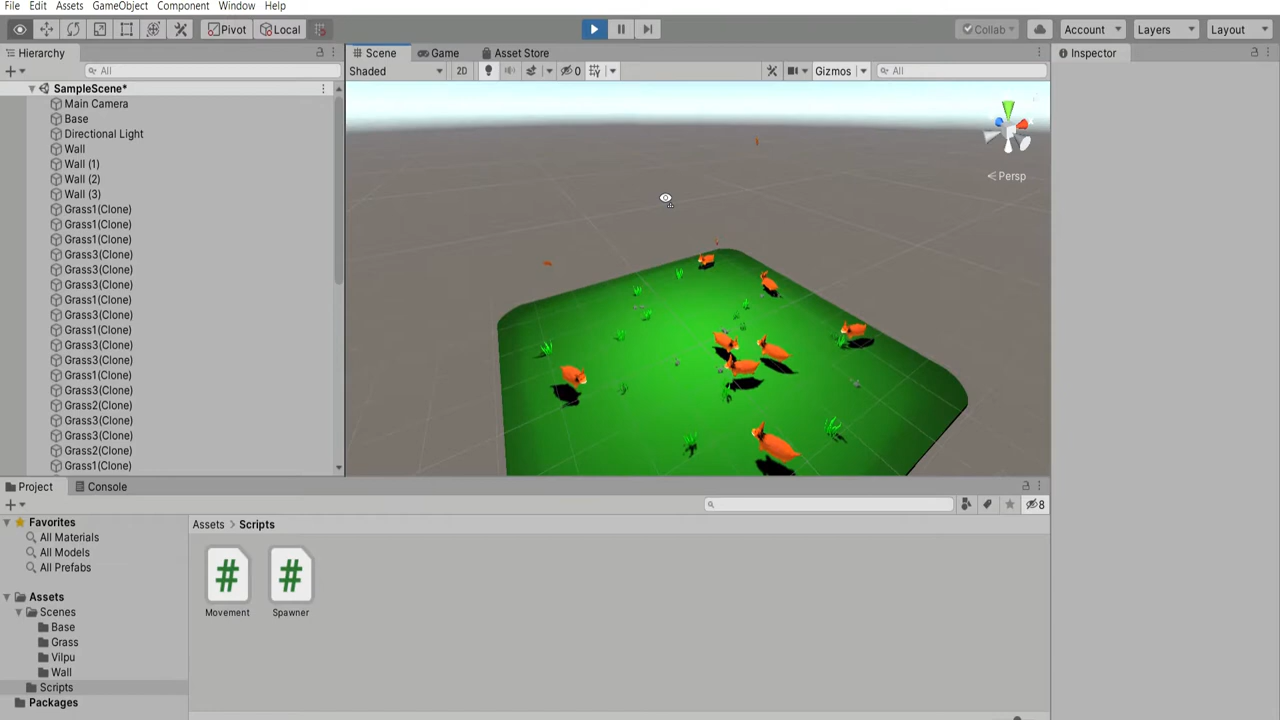 File Edit Assets GameObject Component Window Help
Pivot Local Collab Account Layers Layout
Hierarchy Scene Game Asset Store Inspector
All Shaded 2D 0 Gizmos All
SampleScene*
Main Camera
Base
Directional Light
Wall
Wall (1)
Wall (2)
Wall (3)
Grass1(Clone)
Grass1(Clone)
Grass1(Clone)
Grass3(Clone)
Grass3(Clone)
Grass3(Clone)
Grass1(Clone)
Grass3(Clone)
Grass1(Clone)
Grass3(Clone)
Grass3(Clone)
Grass1(Clone)
Grass3(Clone)
Grass2(Clone)
Grass3(Clone)
Grass3(Clone)
Grass2(Clone)
Grass1(Clone)
Persp
Project Console
8
Favorites
All Materials
All Models
All Prefabs
Assets
Scenes
Base
Grass
Vilpu
Wall
Scripts
Packages
Assets > Scripts
#
#
Movement Spawner